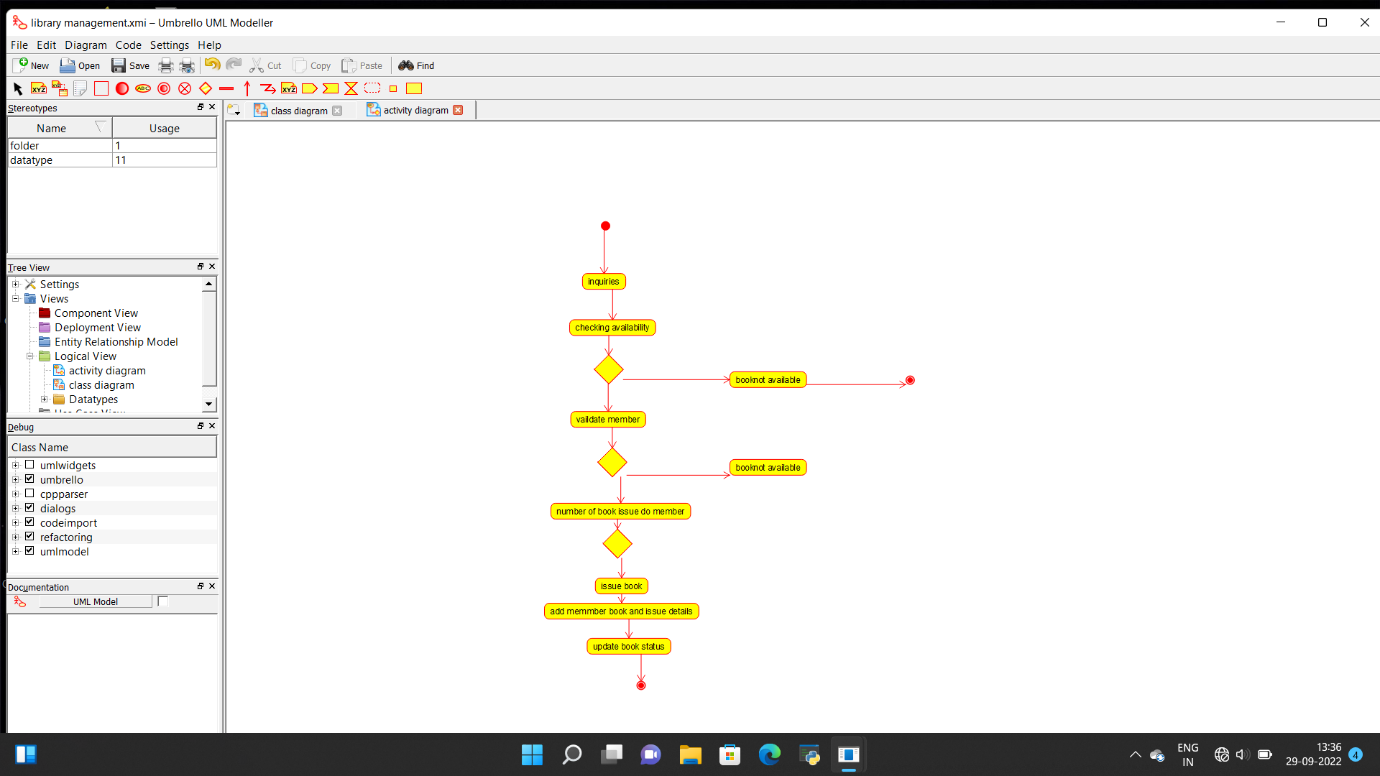 library management.xmi – Umbrello UML Modeller
File Edit Diagram Code Settings Help
New Open Save Cut Copy Paste Find
Stereotypes
class diagram activity diagram
Name Usage
folder 1
datatype 11
Tree View
Settings
Views
Component View
Deployment View
Entity Relationship Model
Logical View
activity diagram
class diagram
Datatypes
Debug
Class Name
umlwidgets
umbrello
cppparser
dialogs
codeimport
refactoring
umlmodel
Documentation
UML Model
inquiries
checking availability
booknot available
vaildate member
booknot available
number of book issue do member
issue book
add memmber book and issue details
update book status
ENG
IN
13:36
29-09-2022
4